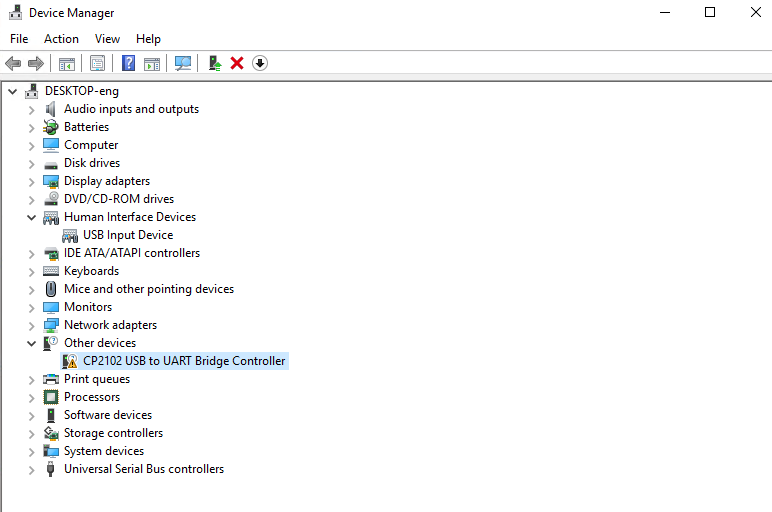 Device Manager
File Action View Help
DESKTOP-eng
Audio inputs and outputs
Batteries
Computer
Disk drives
Display adapters
DVD/CD-ROM drives
Human Interface Devices
USB Input Device
IDE ATA/ATAPI controllers
Keyboards
Mice and other pointing devices
Monitors
Network adapters
Other devices
CP2102 USB to UART Bridge Controller
Print queues
Processors
Software devices
Storage controllers
System devices
Universal Serial Bus controllers